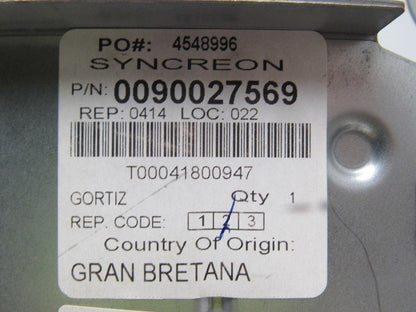 PO#: 4548996
SYNCREON
P/N: 0090027569
REP: 0414 LOC: 022
T00041800947
GORTIZ Qty 1
REP. CODE: 1 2 3
Country Of Origin:
GRAN BRETANA